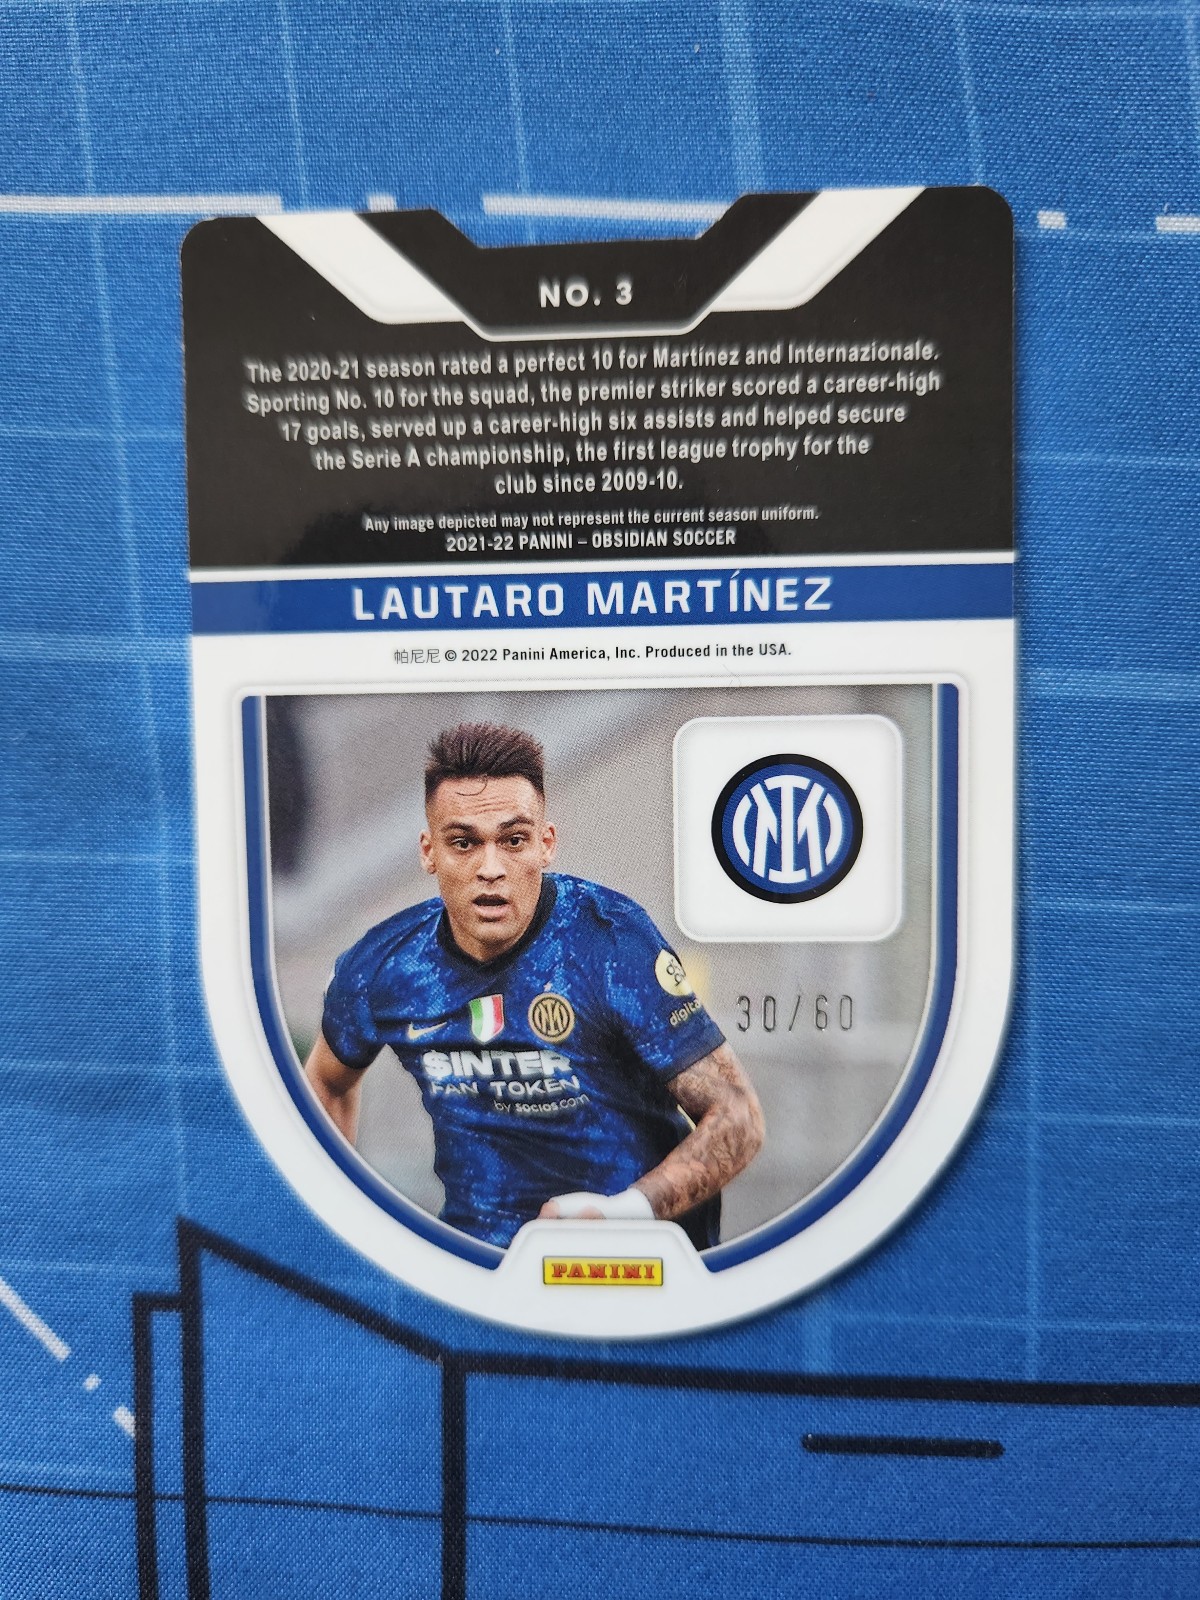 NO. 3
The 2020-21 season rated a perfect 10 for Martínez and Internazionale.
Sporting No. 10 for the squad, the premier striker scored a career-high
17 goals, served up a career-high six assists and helped secure
the Serie A championship, the first league trophy for the
club since 2009-10.
Any image depicted may not represent the current season uniform.
2021-22 PANINI – OBSIDIAN SOCCER
LAUTARO MARTÍNEZ
帕尼尼 © 2022 Panini America, Inc. Produced in the USA.
30/60
digital
$INTER
FAN TOKEN
by socios.com
PANINI